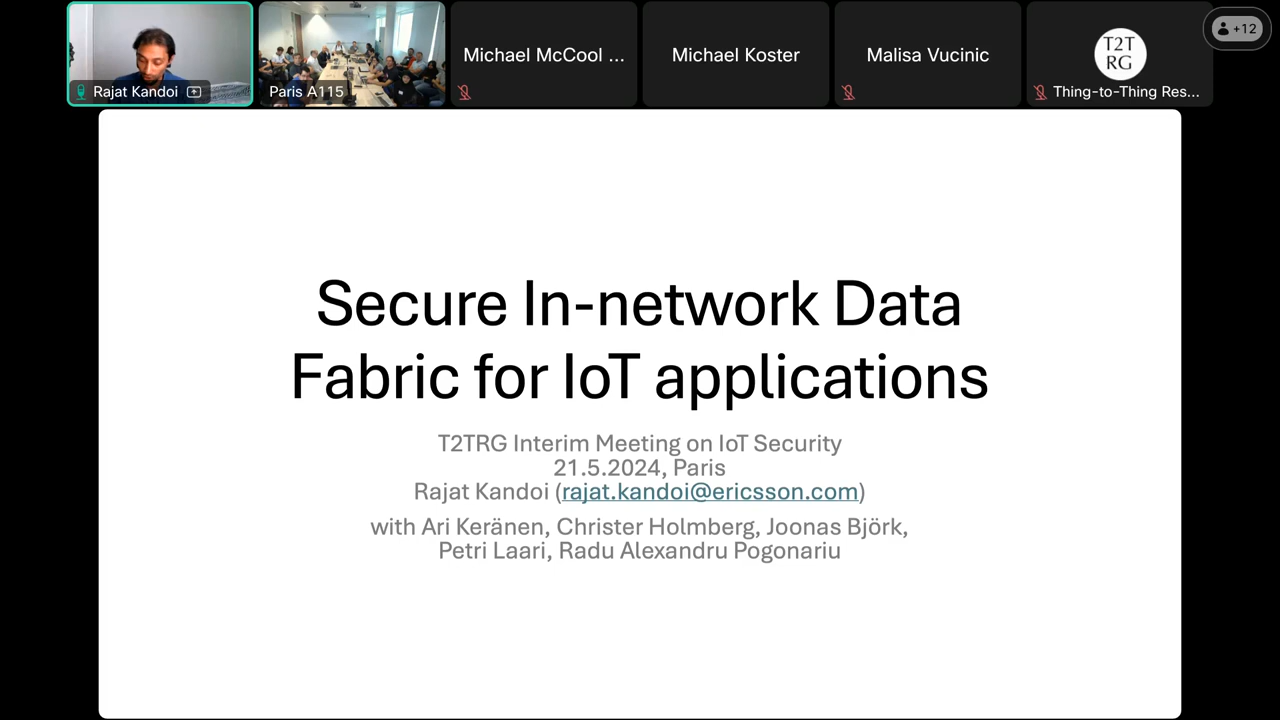 Rajat Kandoi
Paris A115
Michael McCool ...
Michael Koster
Malisa Vucinic
T2T
RG
Thing-to-Thing Res...
+12
Secure In-network Data
Fabric for IoT applications
T2TRG Interim Meeting on IoT Security
21.5.2024, Paris
Rajat Kandoi (rajat.kandoi@ericsson.com)
with Ari Keränen, Christer Holmberg, Joonas Björk,
Petri Laari, Radu Alexandru Pogonariu